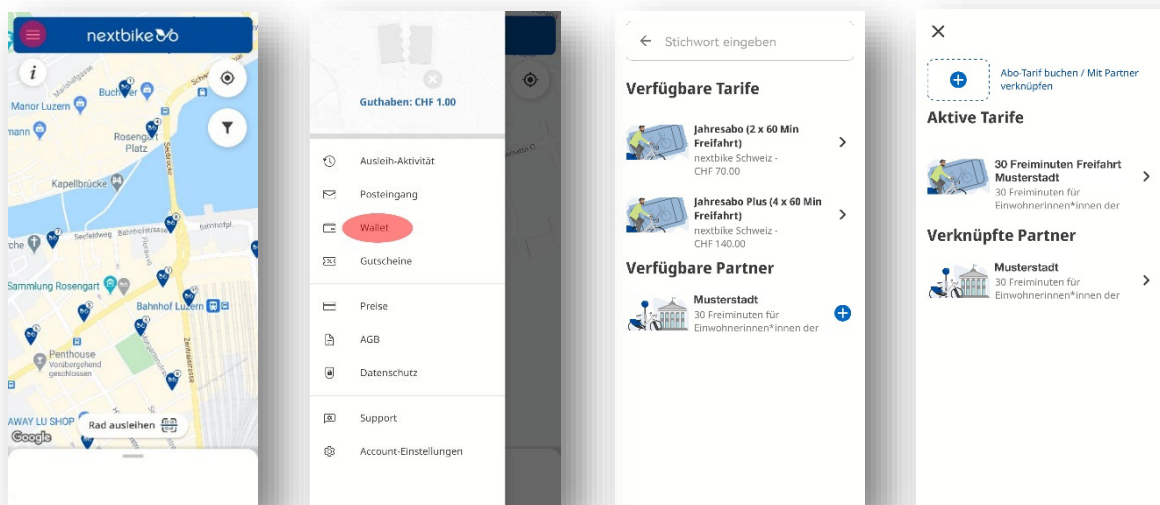 nextbike
i
Manor Luzern
Rosengart
Platz
Kapellbrücke
Seebrücke
Seefeldweg
Bahnhofstrasse
Sammlung Rosengart
Bahnhof Luzern
Zentralstrasse
Penthouse
Vorübergehend
geschlossen
AWAY LU SHOP
Rad ausleihen
Google
Guthaben: CHF 1.00
Ausleih-Aktivität
Posteingang
Wallet
Gutscheine
Preise
AGB
Datenschutz
Support
Account-Einstellungen
Stichwort eingeben
Verfügbare Tarife
Jahresabo (2 x 60 Min
Freifahrt)
nextbike Schweiz -
CHF 70.00
Jahresabo Plus (4 x 60 Min
Freifahrt)
nextbike Schweiz -
CHF 140.00
Verfügbare Partner
Musterstadt
30 Freiminuten für
Einwohnerinnen*innen der
Abo-Tarif buchen / Mit Partner
verknüpfen
Aktive Tarife
30 Freiminuten Freifahrt
Musterstadt
30 Freiminuten für
Einwohnerinnen*innen der
Verknüpfte Partner
Musterstadt
30 Freiminuten für
Einwohnerinnen*innen der